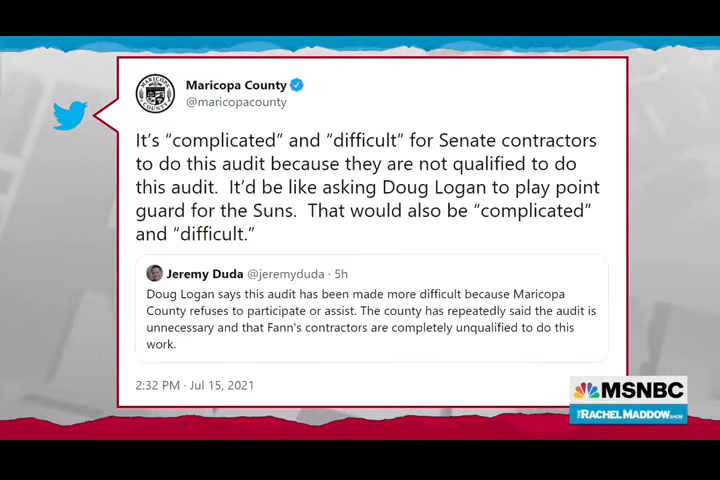 MARICOPA
COUNTY
Maricopa County
@maricopacounty
It's “complicated” and “difficult” for Senate contractors
to do this audit because they are not qualified to do
this audit. It'd be like asking Doug Logan to play point
guard for the Suns. That would also be “complicated”
and “difficult.”
Jeremy Duda @jeremyduda · 5h
Doug Logan says this audit has been made more difficult because Maricopa
County refuses to participate or assist. The county has repeatedly said the audit is
unnecessary and that Fann's contractors are completely unqualified to do this
work.
2:32 PM · Jul 15, 2021
MSNBC
THE RACHEL MADDOW SHOW